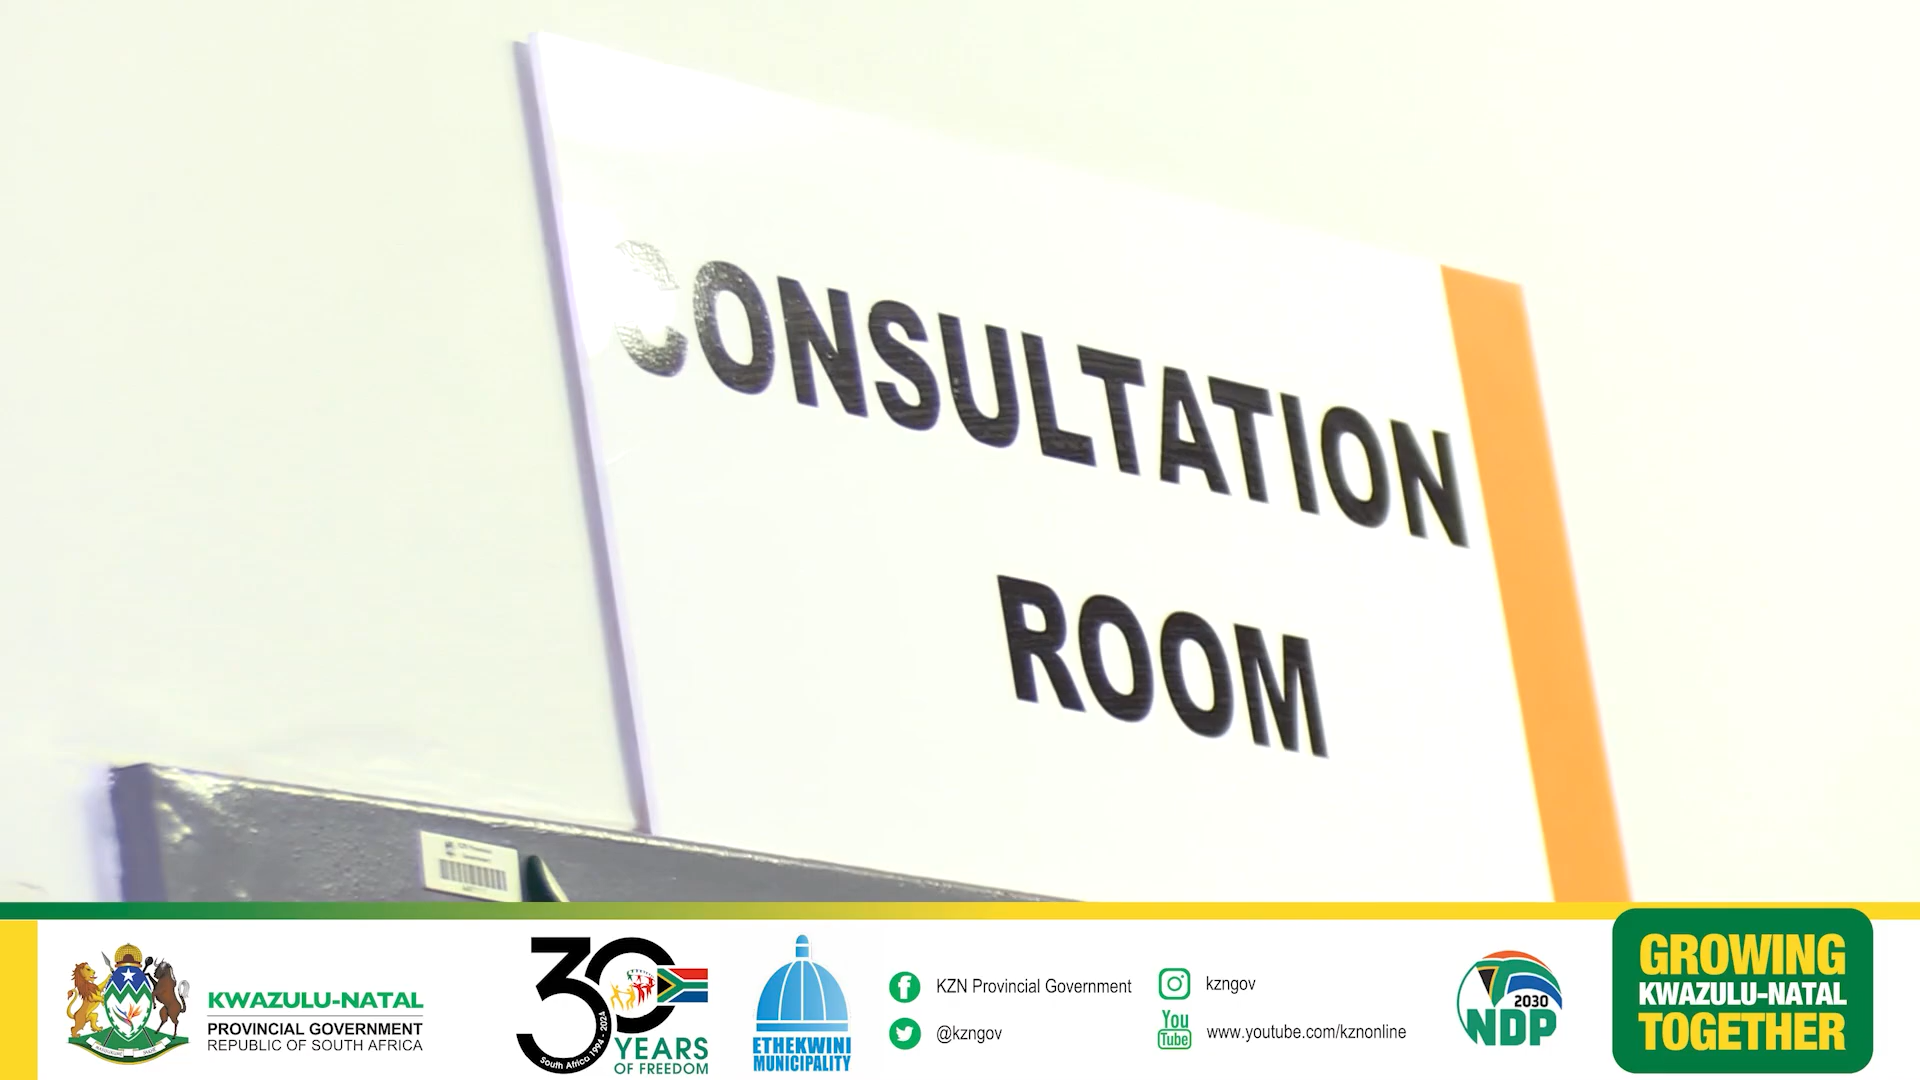 CONSULTATION
ROOM
KWAZULU-NATAL
PROVINCIAL GOVERNMENT
REPUBLIC OF SOUTH AFRICA
30
South Africa 1994 - 2024
YEARS
OF FREEDOM
ETHEKWINI
MUNICIPALITY
KZN Provincial Government
@kzngov
kzngov
You
Tube
www.youtube.com/kznonline
2030
NDP
GROWING
KWAZULU-NATAL
TOGETHER